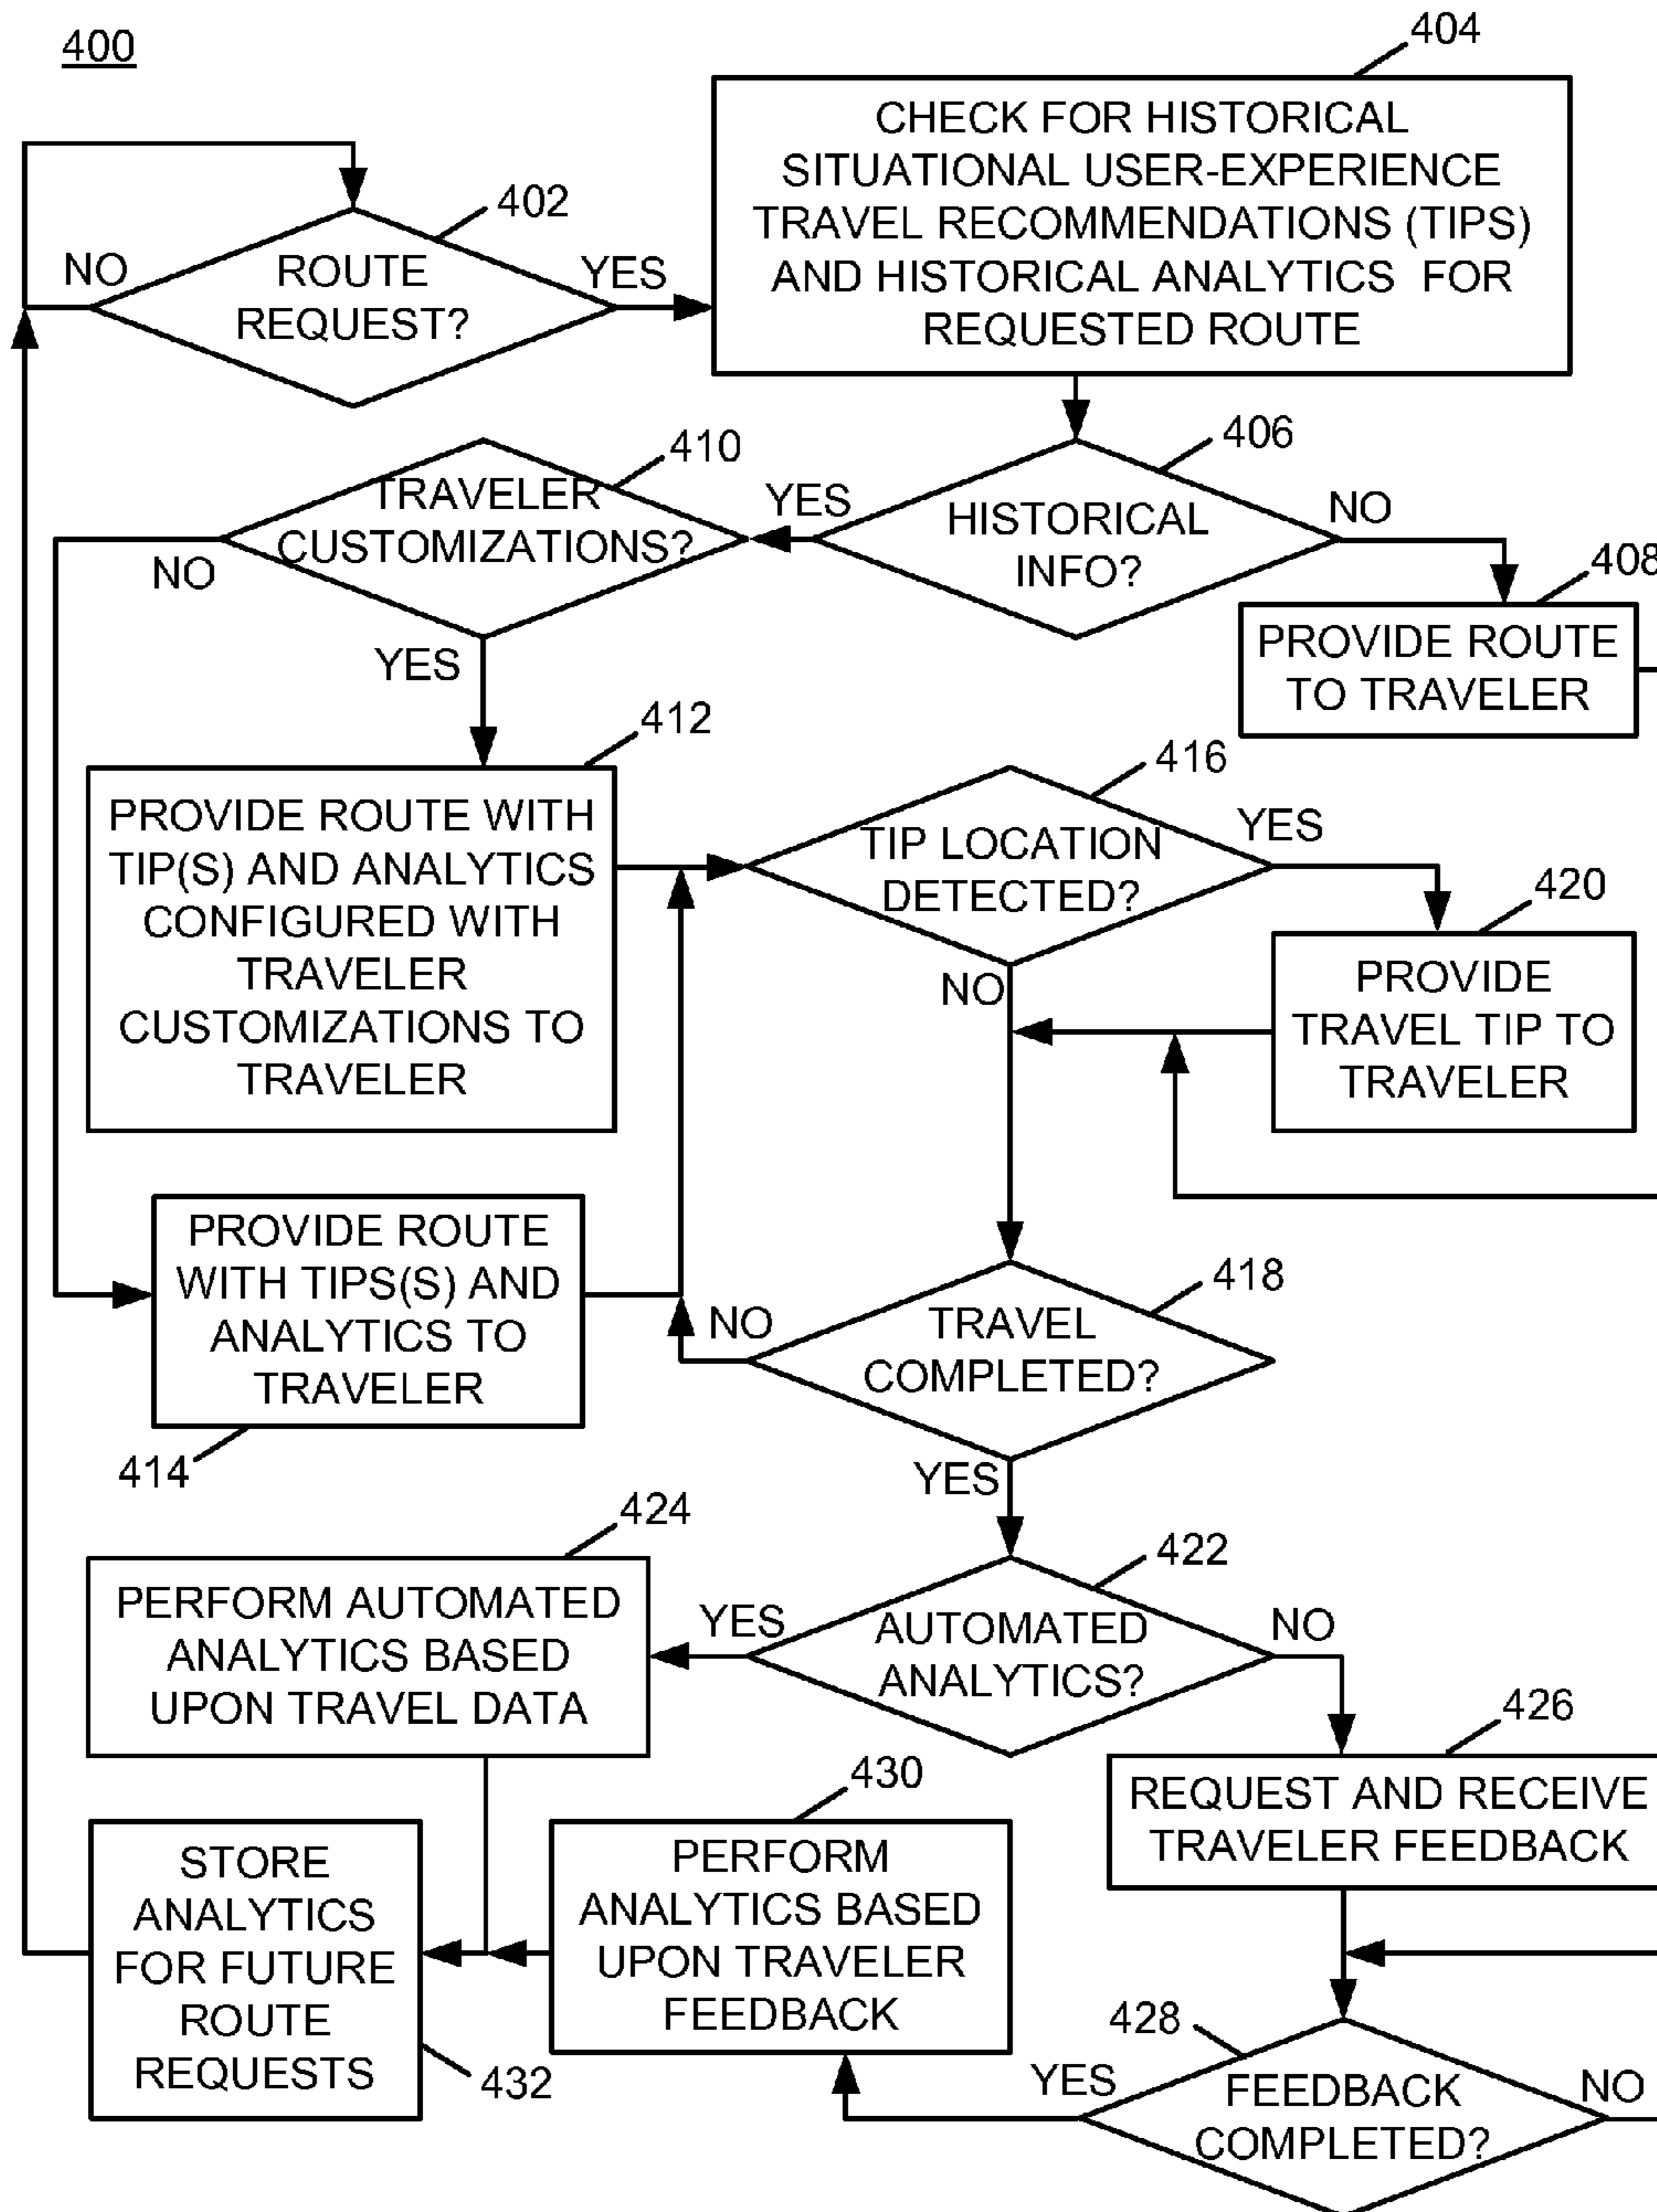 400
404
CHECK FOR HISTORICAL
SITUATIONAL USER-EXPERIENCE
TRAVEL RECOMMENDATIONS (TIPS)
AND HISTORICAL ANALYTICS FOR
REQUESTED ROUTE
402
NO
ROUTE
REQUEST?
YES
410
TRAVELER
CUSTOMIZATIONS?
NO
YES
406
YES
HISTORICAL
INFO?
NO
408
PROVIDE ROUTE
TO TRAVELER
412
PROVIDE ROUTE WITH
TIP(S) AND ANALYTICS
CONFIGURED WITH
TRAVELER
CUSTOMIZATIONS TO
TRAVELER
416
TIP LOCATION
DETECTED?
YES
NO
420
PROVIDE
TRAVEL TIP TO
TRAVELER
PROVIDE ROUTE
WITH TIPS(S) AND
ANALYTICS TO
TRAVELER
414
418
NO
TRAVEL
COMPLETED?
YES
424
PERFORM AUTOMATED
ANALYTICS BASED
UPON TRAVEL DATA
422
YES
AUTOMATED
ANALYTICS?
NO
426
REQUEST AND RECEIVE
TRAVELER FEEDBACK
430
PERFORM
ANALYTICS BASED
UPON TRAVELER
FEEDBACK
STORE
ANALYTICS
FOR FUTURE
ROUTE
REQUESTS
432
428
YES
FEEDBACK
COMPLETED?
NO